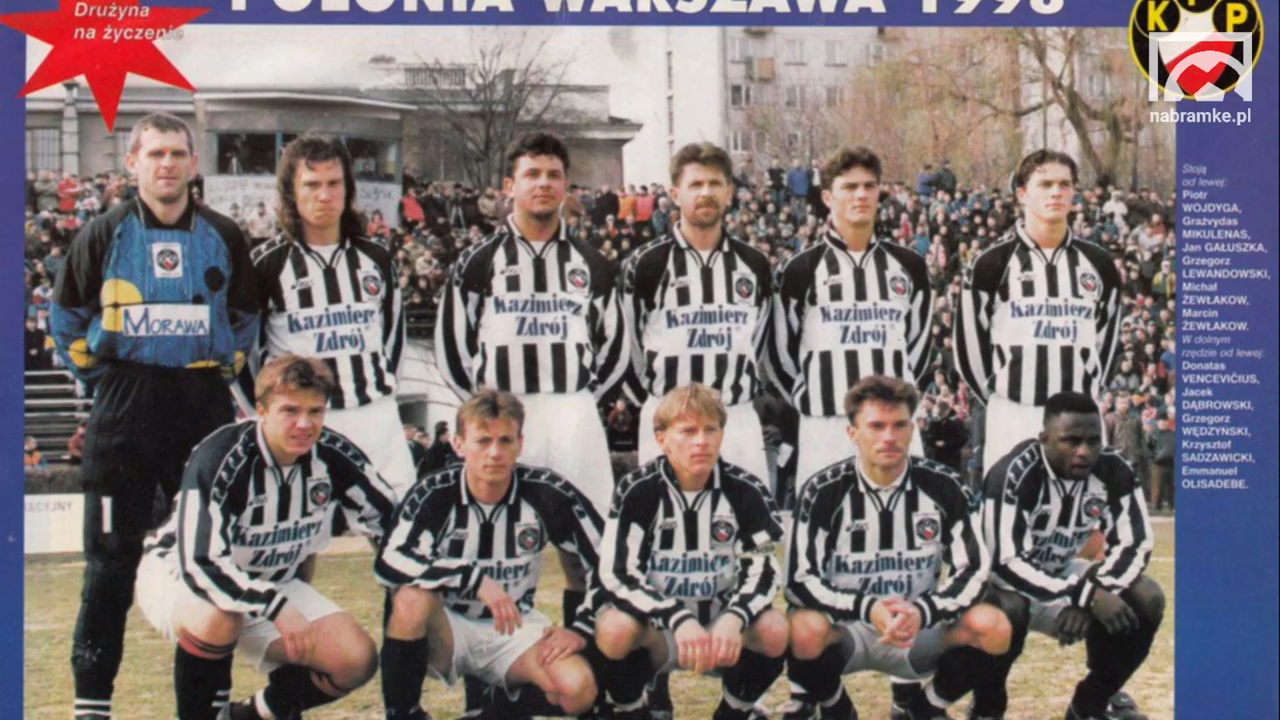 Drużyna
na życzenie
POLONIA WARSZAWA 1998
K P
nabramke.pl
Stoją
od lewej:
Piotr
WOJDYGA,
Grażvydas
MIKULENAS,
Jan GAŁUSZKA,
Grzegorz
LEWANDOWSKI,
Michał
ŻEWŁAKOW,
Marcin
ŻEWŁAKOW.
W dolnym
rzędzie od lewej:
Donatas
VENCEVIČIUS,
Jacek
DĄBROWSKI,
Grzegorz
WĘDZYŃSKI,
Krzysztof
SADZAWICKI,
Emmanuel
OLISADEBE.
MORAWA
Kazimierz
Zdrój
Kazimierz
Zdrój
Kazimierz
Zdrój
Kazimierz
Zdrój
Kazimierz
Zdrój
Kazimierz
Zdrój
Kazimierz
Zdrój
Kazimierz
Zdrój
Kazimierz
Zdrój
Zdrój
1